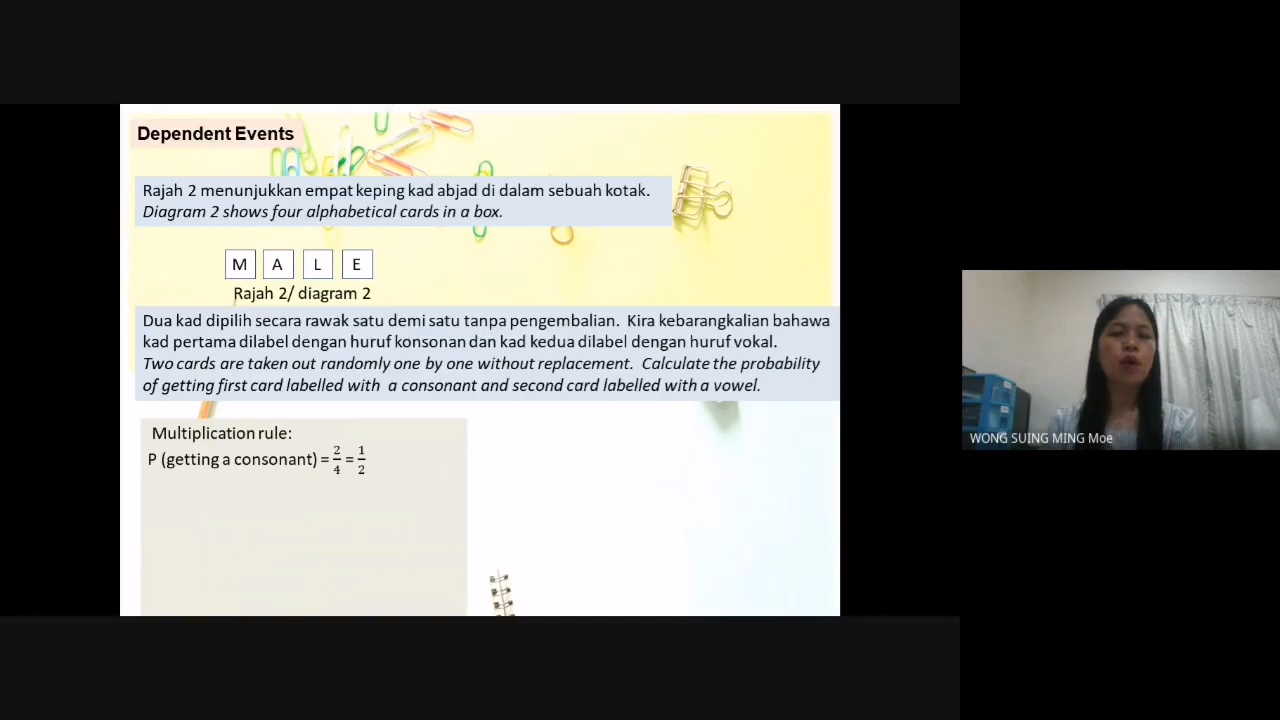 Dependent Events
Rajah 2 menunjukkan empat keping kad abjad di dalam sebuah kotak.
Diagram 2 shows four alphabetical cards in a box.
M A L E
Rajah 2/ diagram 2
Dua kad dipilih secara rawak satu demi satu tanpa pengembalian. Kira kebarangkalian bahawa
kad pertama dilabel dengan huruf konsonan dan kad kedua dilabel dengan huruf vokal.
Two cards are taken out randomly one by one without replacement. Calculate the probability
of getting first card labelled with a consonant and second card labelled with a vowel.
Multiplication rule:
P (getting a consonant) = 2/4 = 1/2
WONG SUING MING Moe